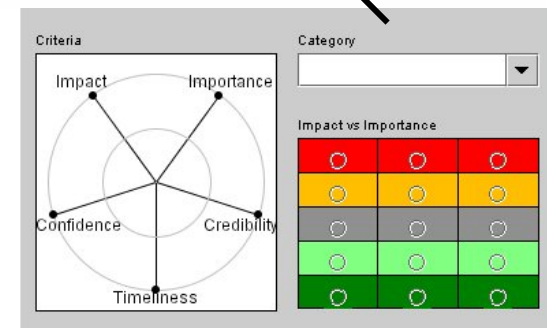 Criteria
Category
Impact
Importance
Impact vs Importance
Confidence
Credibility
Timeliness